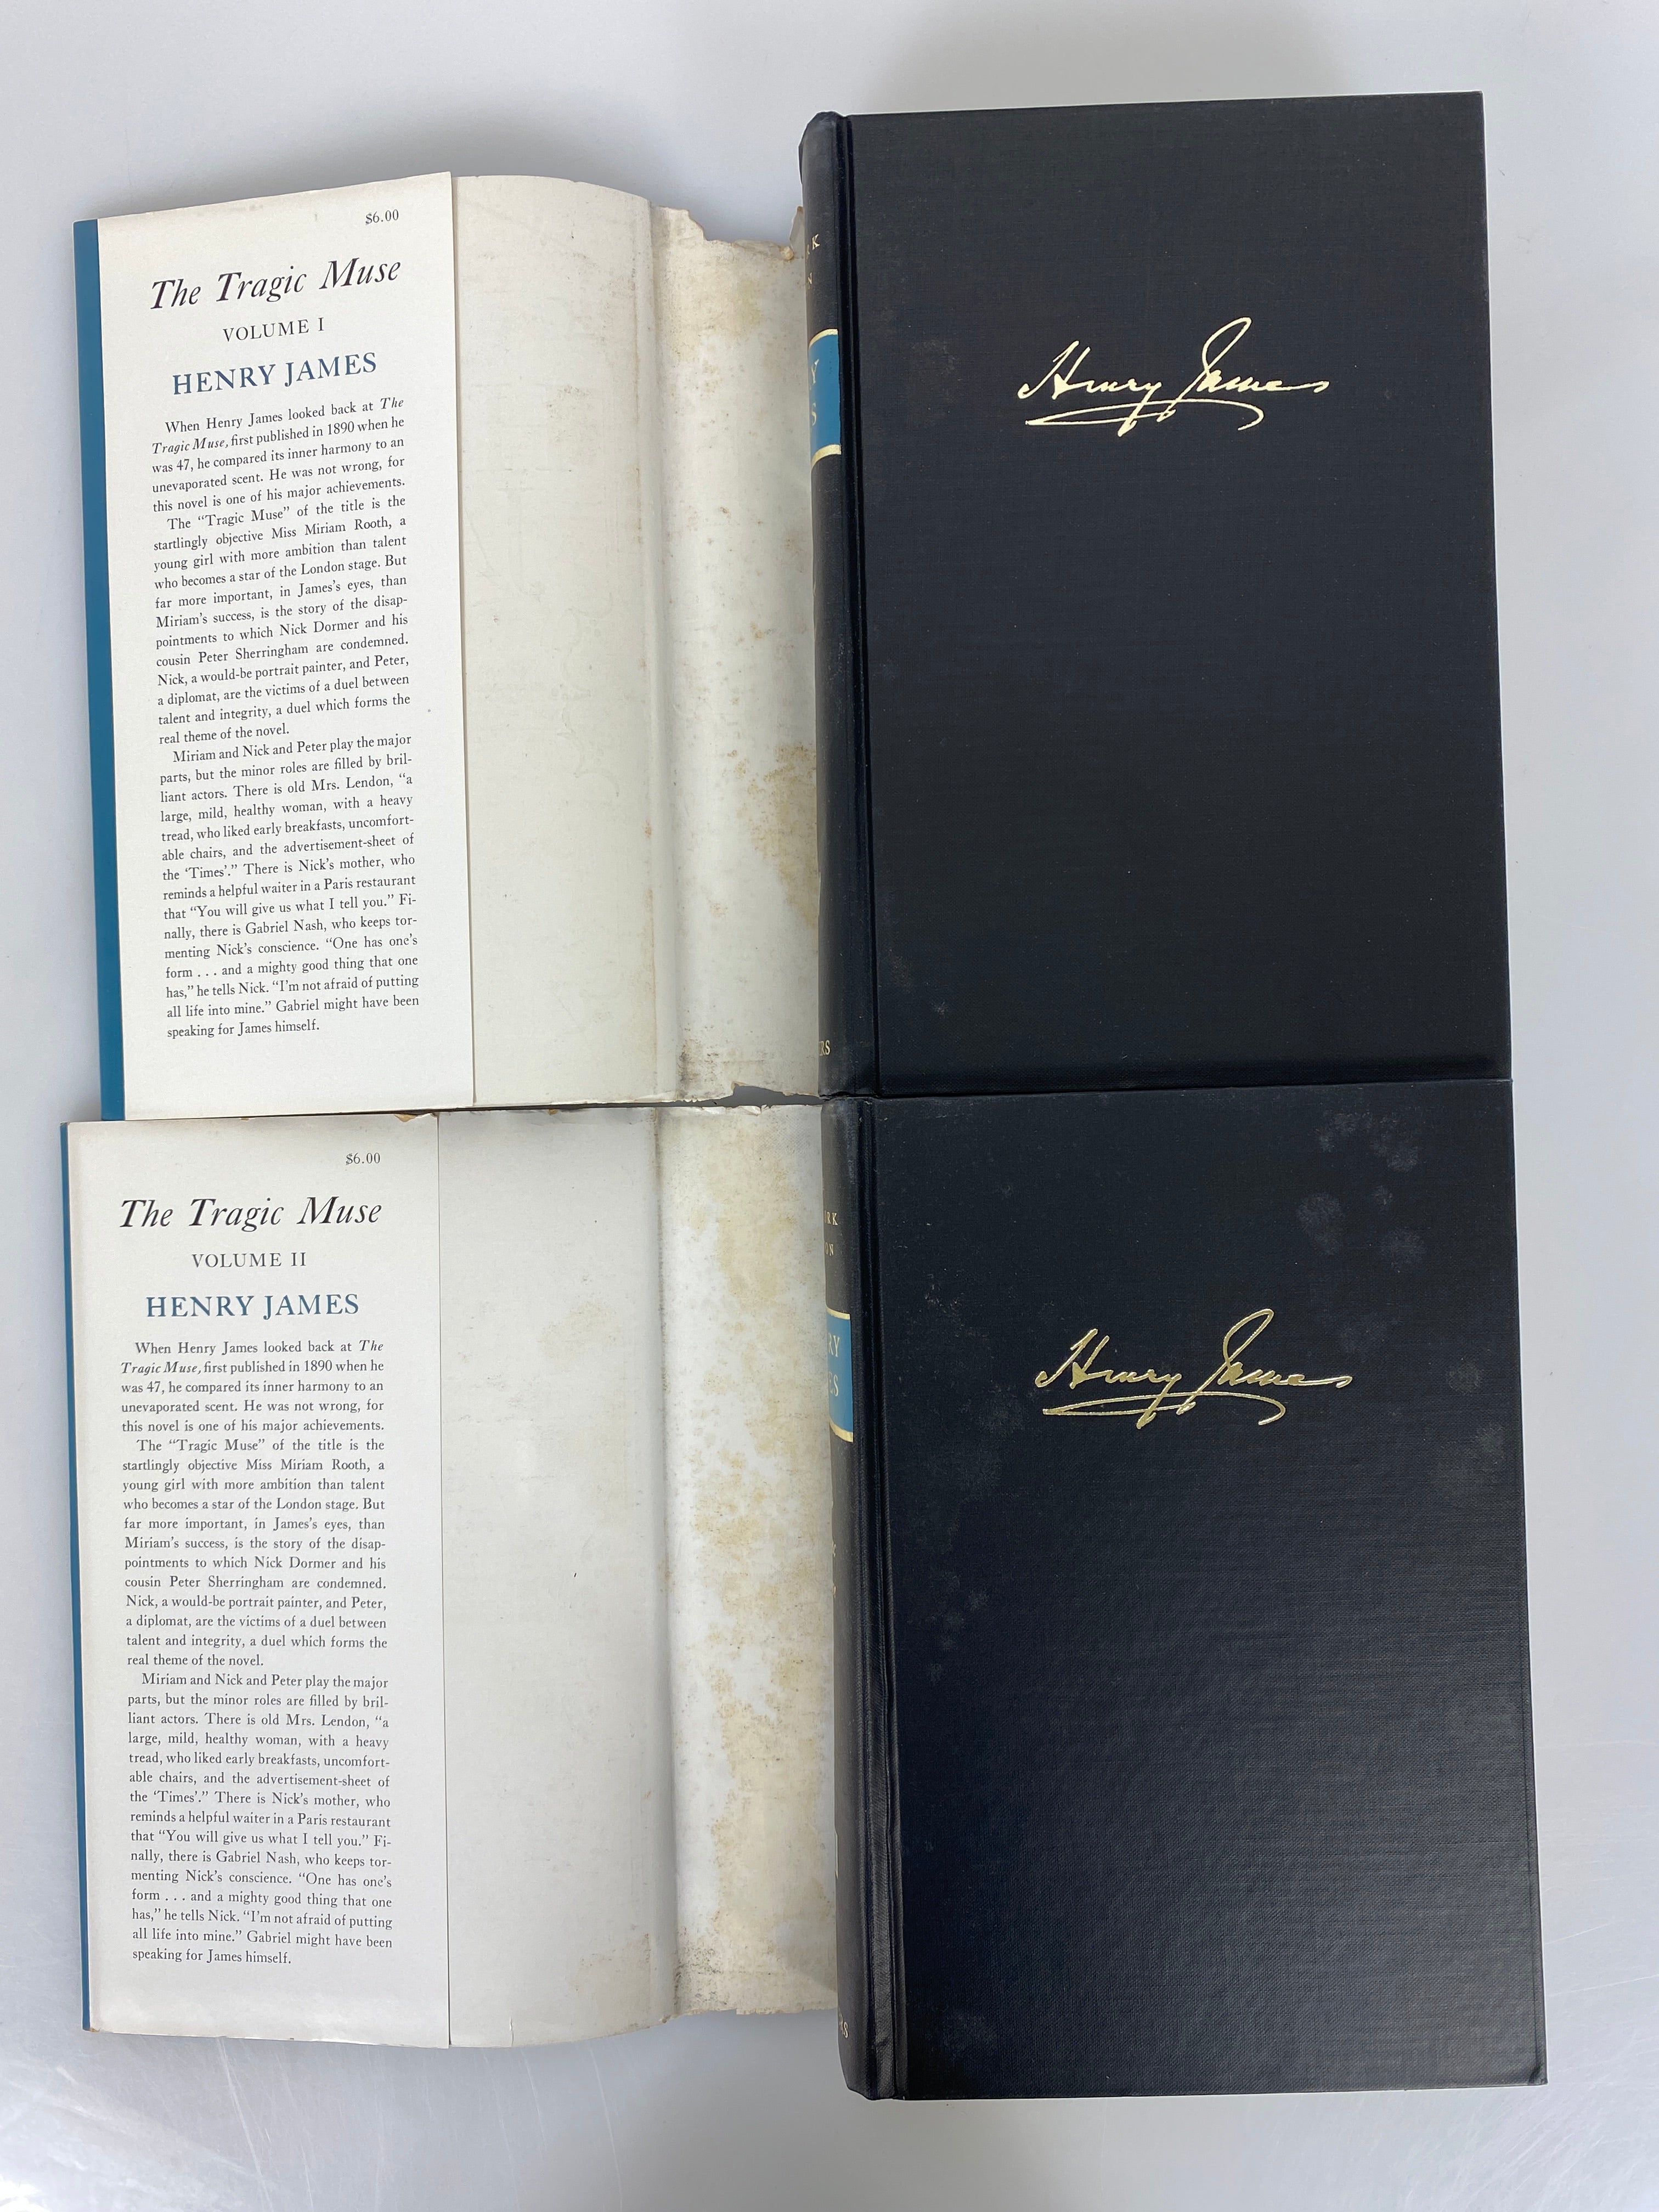 $6.00
The Tragic Muse
VOLUME I
HENRY JAMES
When Henry James looked back at The
Tragic Muse, first published in 1890 when he
was 47, he compared its inner harmony to an
unevaporated scent. He was not wrong, for
this novel is one of his major achievements.
The “Tragic Muse” of the title is the
startlingly objective Miss Miriam Rooth, a
young girl with more ambition than talent
who becomes a star of the London stage. But
far more important, in James’s eyes, than
Miriam’s success, is the story of the disap-
pointments to which Nick Dormer and his
cousin Peter Sherringham are condemned.
Nick, a would-be portrait painter, and Peter,
a diplomat, are the victims of a duel between
talent and integrity, a duel which forms the
real theme of the novel.
Miriam and Nick and Peter play the major
parts, but the minor roles are filled by bril-
liant actors. There is old Mrs. Lendon, “a
large, mild, healthy woman, with a heavy
tread, who liked early breakfasts, uncomfort-
able chairs, and the advertisement-sheet of
the ‘Times’.” There is Nick’s mother, who
reminds a helpful waiter in a Paris restaurant
that “You will give us what I tell you.” Fi-
nally, there is Gabriel Nash, who keeps tor-
menting Nick’s conscience. “One has one’s
form . . . and a mighty good thing that one
has,” he tells Nick. “I’m not afraid of putting
all life into mine.” Gabriel might have been
speaking for James himself.
Henry James
$6.00
The Tragic Muse
VOLUME II
HENRY JAMES
When Henry James looked back at The
Tragic Muse, first published in 1890 when he
was 47, he compared its inner harmony to an
unevaporated scent. He was not wrong, for
this novel is one of his major achievements.
The “Tragic Muse” of the title is the
startlingly objective Miss Miriam Rooth, a
young girl with more ambition than talent
who becomes a star of the London stage. But
far more important, in James’s eyes, than
Miriam’s success, is the story of the disap-
pointments to which Nick Dormer and his
cousin Peter Sherringham are condemned.
Nick, a would-be portrait painter, and Peter,
a diplomat, are the victims of a duel between
talent and integrity, a duel which forms the
real theme of the novel.
Miriam and Nick and Peter play the major
parts, but the minor roles are filled by bril-
liant actors. There is old Mrs. Lendon, “a
large, mild, healthy woman, with a heavy
tread, who liked early breakfasts, uncomfort-
able chairs, and the advertisement-sheet of
the ‘Times’.” There is Nick’s mother, who
reminds a helpful waiter in a Paris restaurant
that “You will give us what I tell you.” Fi-
nally, there is Gabriel Nash, who keeps tor-
menting Nick’s conscience. “One has one’s
form . . . and a mighty good thing that one
has,” he tells Nick. “I’m not afraid of putting
all life into mine.” Gabriel might have been
speaking for James himself.
Henry James